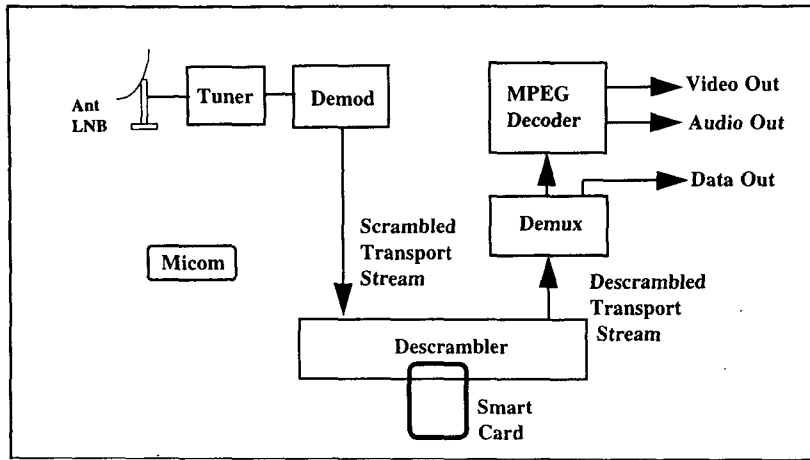 Ant
LNB
Tuner
Demod
MPEG
Decoder
Video Out
Audio Out
Data Out
Demux
Scrambled
Transport
Stream
Micom
Descrambled
Transport
Stream
Descrambler
Smart
Card